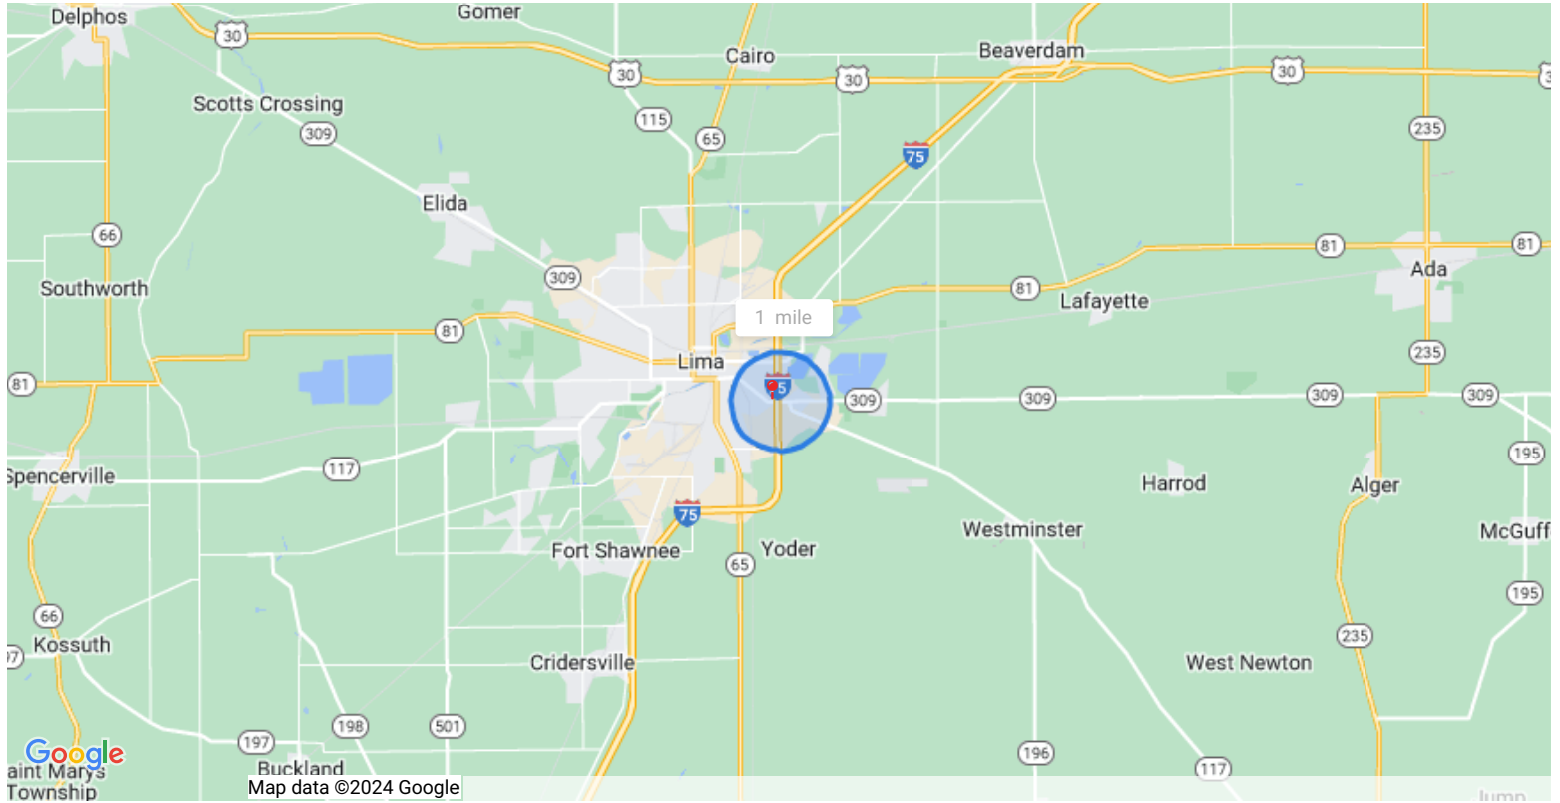 Delphos
Gomer
30
Cairo
Beaverdam
30
30
30
Scotts Crossing
309
115
65
75
235
Elida
66
309
81
81
Ada
Southworth
81
Lafayette
1 mile
81
Lima
235
81
309
309
309
309
195
117
Spencerville
Harrod
Alger
75
Westminster
McGuff
Fort Shawnee
Yoder
65
195
66
Kossuth
235
Cridersville
West Newton
198
501
197
196
Google
117
aint Marys
Township
Buckland
Map data ©2024 Google